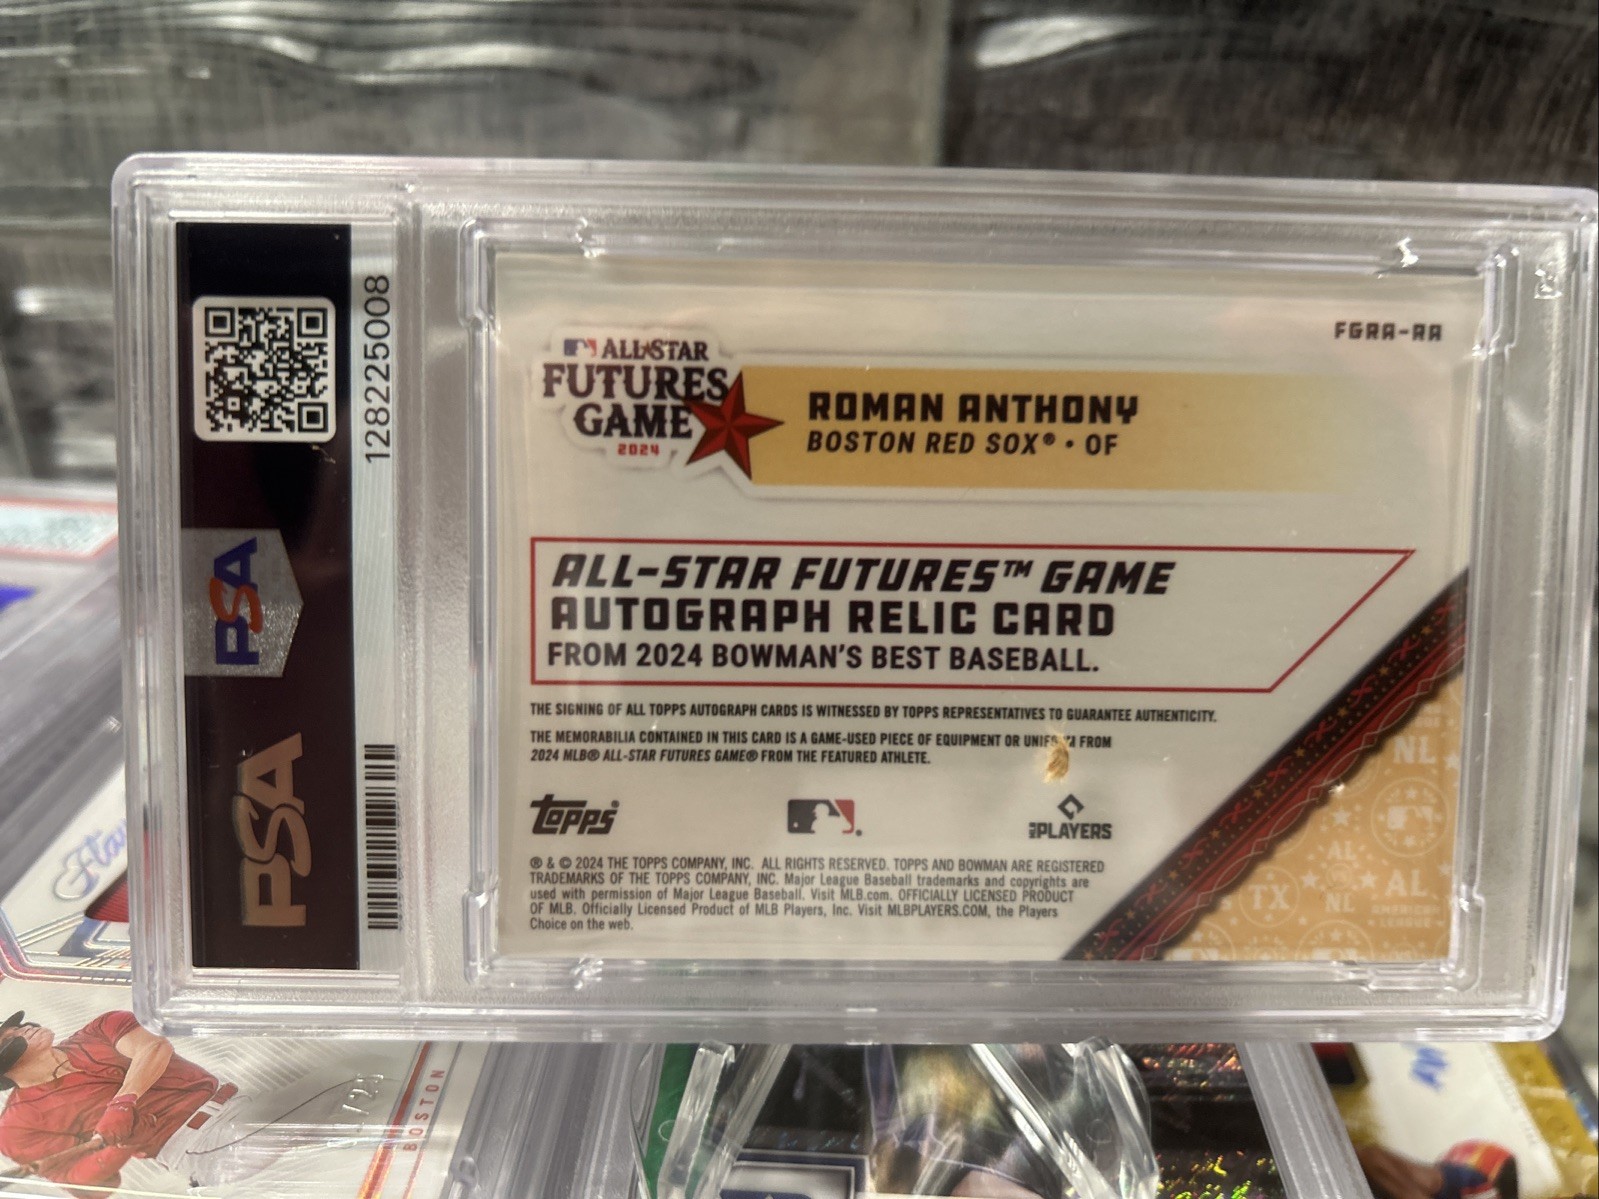 128225008
PSA
PSA
FGRA-RA
ALL STAR
FUTURES
GAME
2024
ROMAN ANTHONY
BOSTON RED SOX® • OF
ALL-STAR FUTURES™ GAME
AUTOGRAPH RELIC CARD
FROM 2024 BOWMAN'S BEST BASEBALL.
THE SIGNING OF ALL TOPPS AUTOGRAPH CARDS IS WITNESSED BY TOPPS REPRESENTATIVES TO GUARANTEE AUTHENTICITY.
THE MEMORABILIA CONTAINED IN THIS CARD IS A GAME-USED PIECE OF EQUIPMENT OR FROM
2024 MLB® ALL-STAR FUTURES GAME® FROM THE FEATURED ATHLETE.
topps
PLAYERS
® & © 2024 THE TOPPS COMPANY, INC. ALL RIGHTS RESERVED. TOPPS AND BOWMAN ARE REGISTERED
TRADEMARKS OF THE TOPPS COMPANY, INC. Major League Baseball trademarks and copyrights are
used with permission of Major League Baseball. Visit MLB.com. OFFICIALLY LICENSED PRODUCT
OF MLB. Officially Licensed Product of MLB Players, Inc. Visit MLBPLAYERS.COM, the Players
Choice on the web.
NL
AL
NL
AL
TX
AMERICAN
LEAGUE
BOSTON